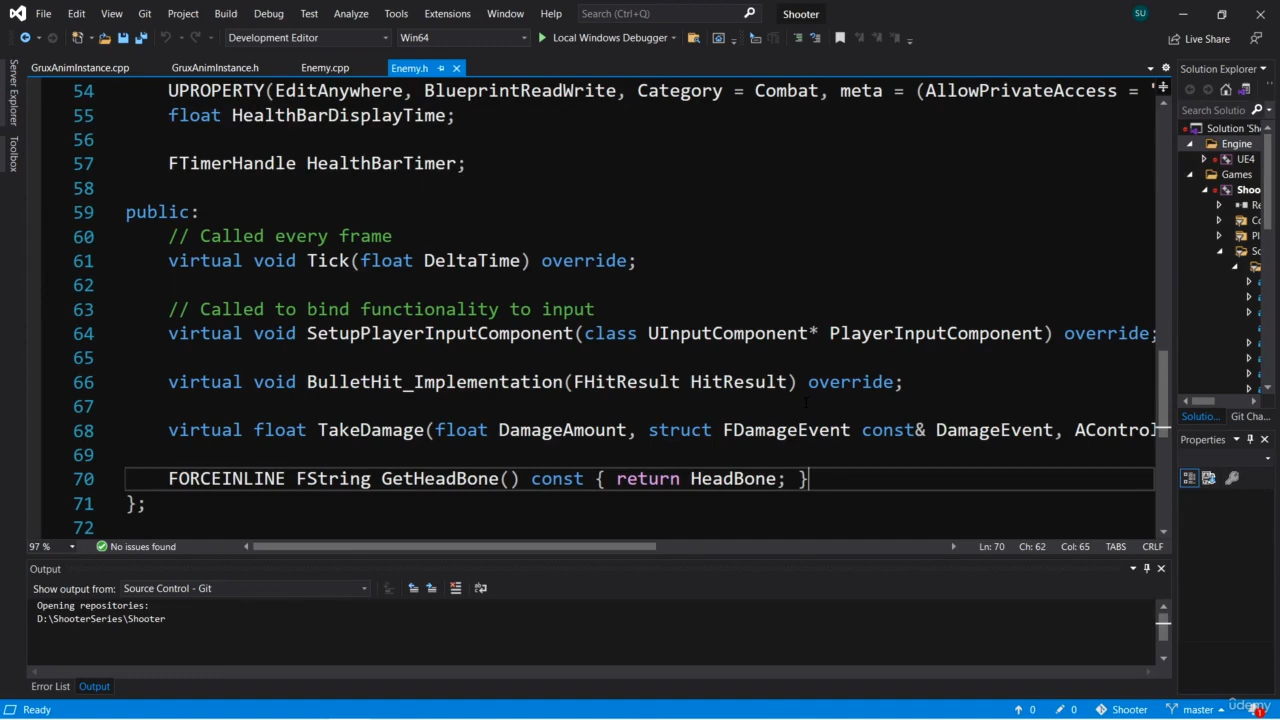 File Edit View Git Project Build Debug Test Analyze Tools Extensions Window Help Search (Ctrl+Q) Shooter SU
Development Editor Win64 Local Windows Debugger Live Share
Server Explorer
Toolbox
GruxAnimInstance.cpp GruxAnimInstance.h Enemy.cpp Enemy.h
54 UPROPERTY(EditAnywhere, BlueprintReadWrite, Category = Combat, meta = (AllowPrivateAccess = "
55 float HealthBarDisplayTime;
56
57 FTimerHandle HealthBarTimer;
58
59 public:
60 // Called every frame
61 virtual void Tick(float DeltaTime) override;
62
63 // Called to bind functionality to input
64 virtual void SetupPlayerInputComponent(class UInputComponent* PlayerInputComponent) override;
65
66 virtual void BulletHit_Implementation(FHitResult HitResult) override;
67
68 virtual float TakeDamage(float DamageAmount, struct FDamageEvent const& DamageEvent, AControl
69
70 FORCEINLINE FString GetHeadBone() const { return HeadBone; }
71 };
72
97 % No issues found Ln: 70 Ch: 62 Col: 65 TABS CRLF
Output
Show output from: Source Control - Git
Opening repositories:
D:\ShooterSeries\Shooter
Error List Output
Solution Explorer
Search Solutio
Solution 'Sh
Engine
UE4
Games
Shoo
Re
Co
Pl
So
Solutio... Git Cha...
Properties
Ready 0 0 Shooter master 1
ûdemy